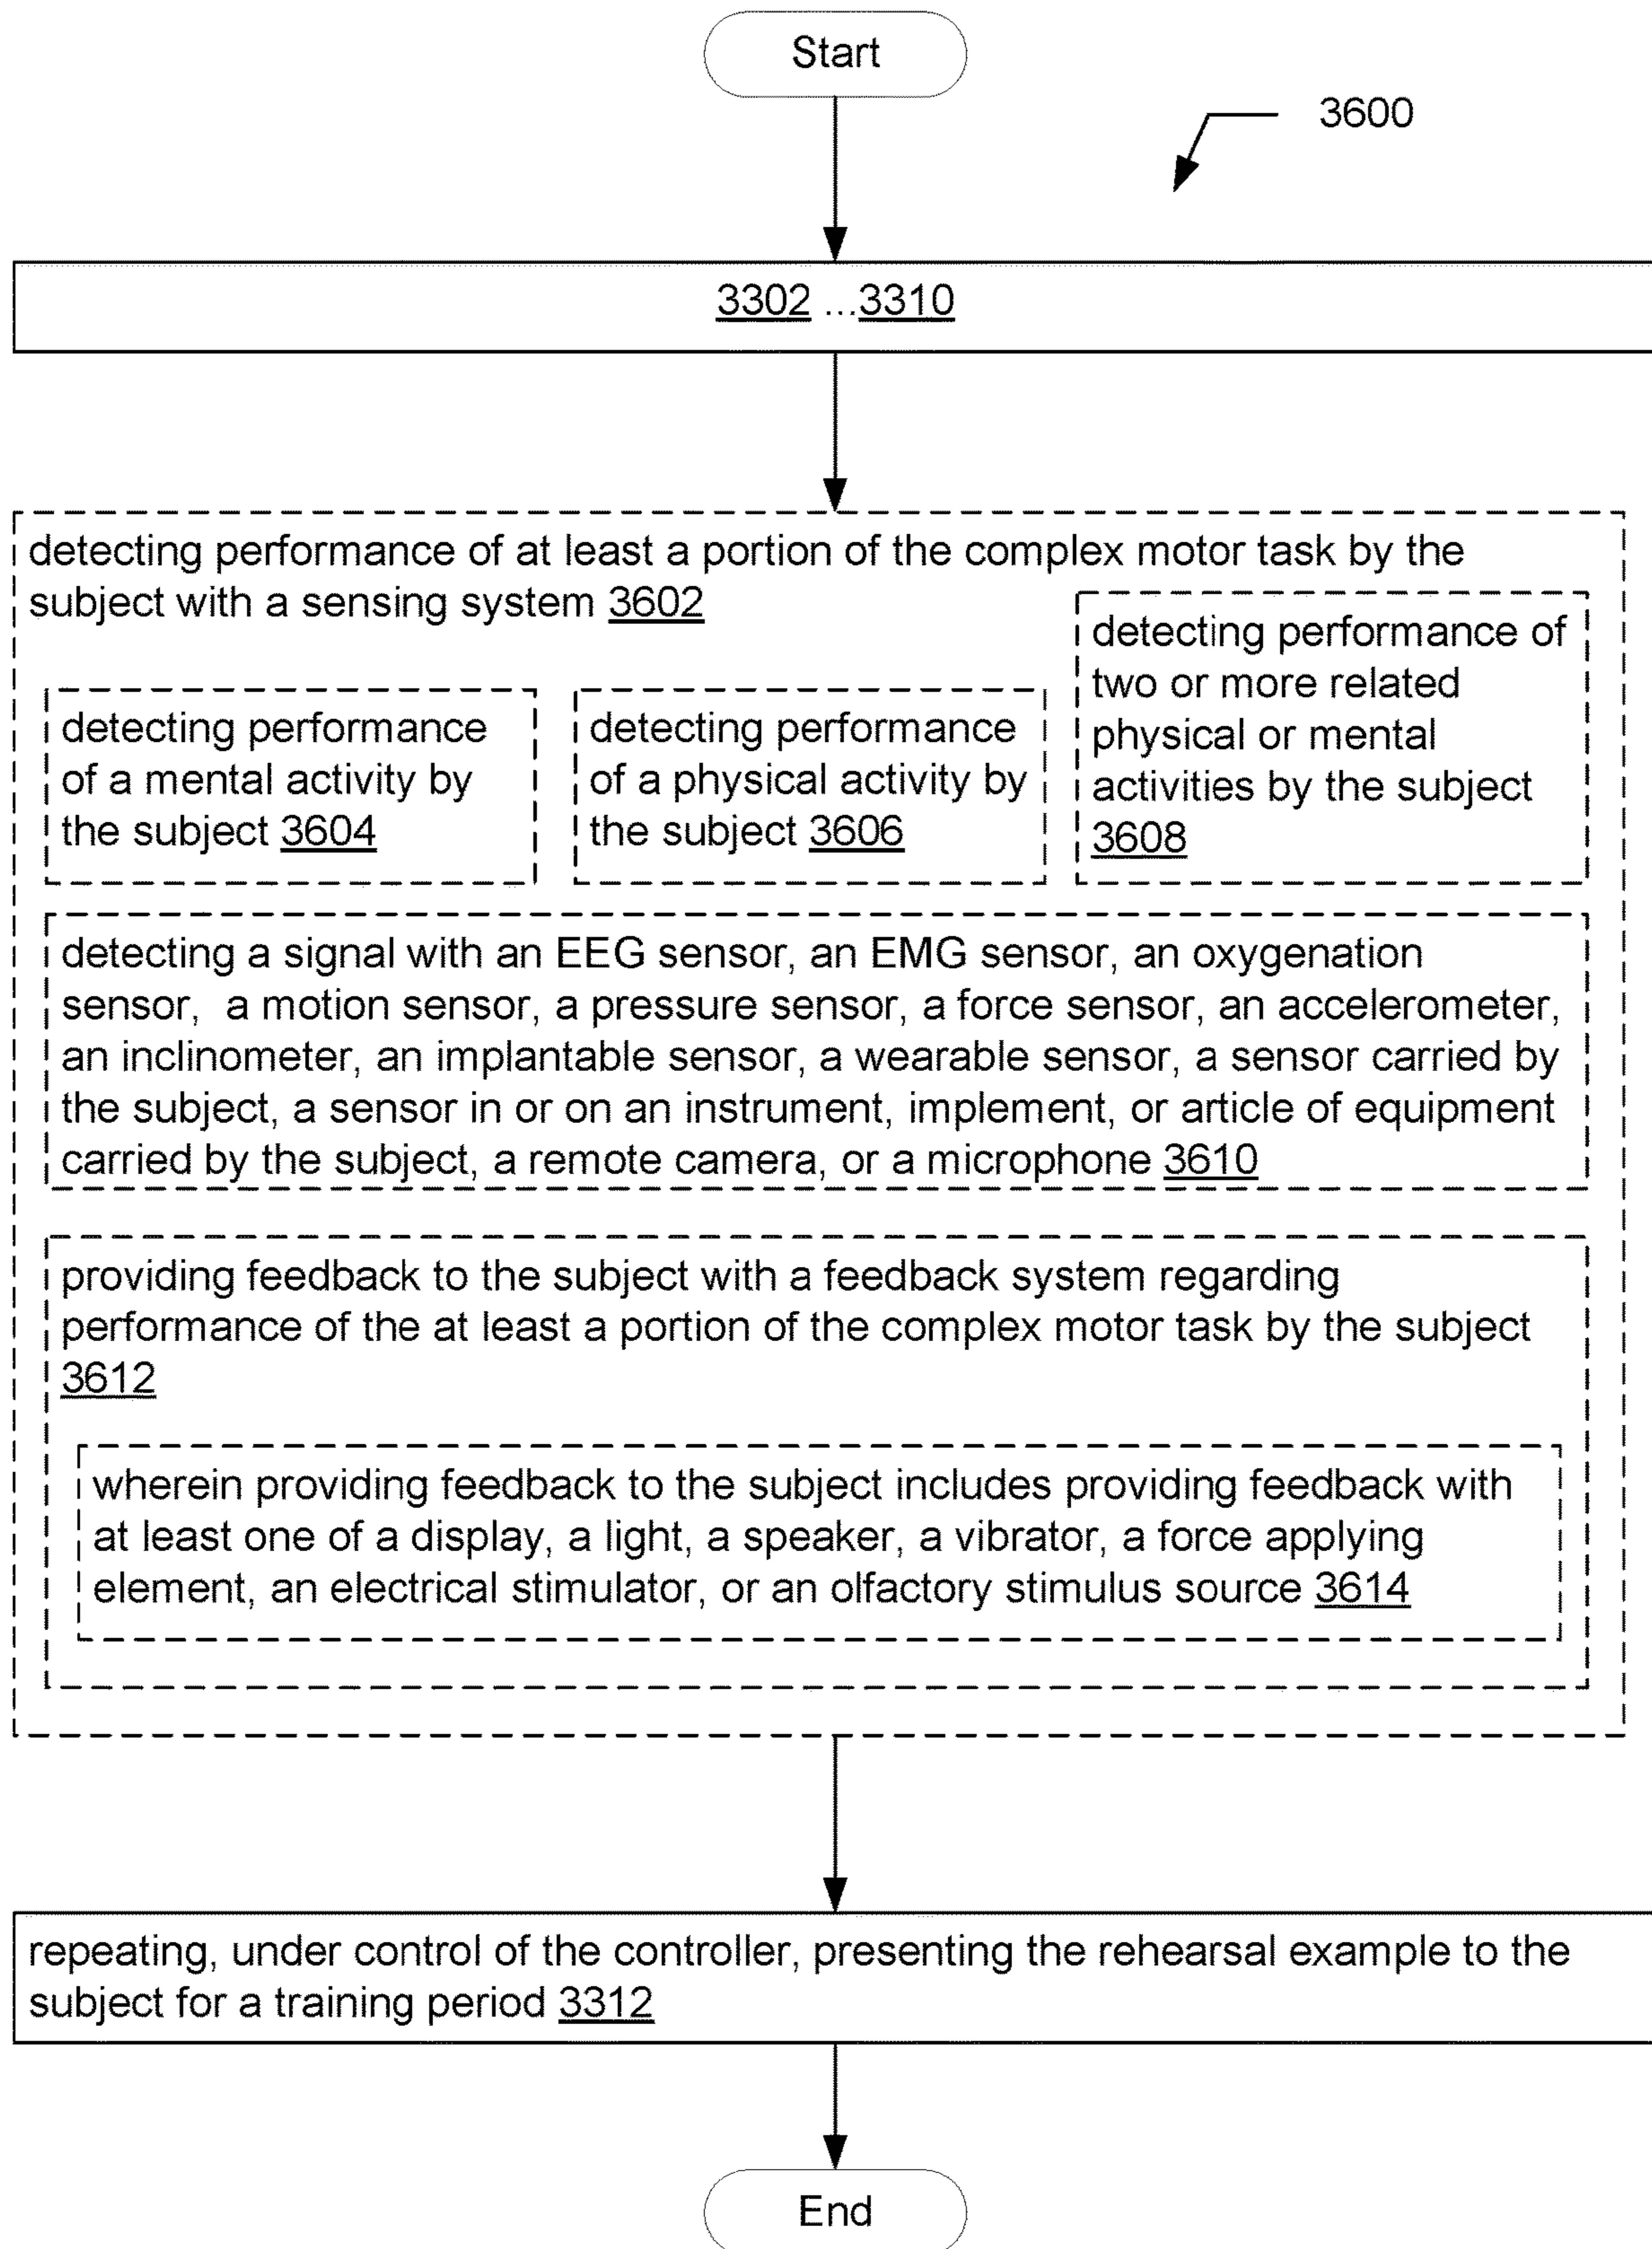 Start
3600
3302 ...3310
detecting performance of at least a portion of the complex motor task by the
subject with a sensing system 3602
detecting performance
of a mental activity by
the subject 3604
detecting performance
of a physical activity by
the subject 3606
detecting performance of
two or more related
physical or mental
activities by the subject
3608
detecting a signal with an EEG sensor, an EMG sensor, an oxygenation
sensor,  a motion sensor, a pressure sensor, a force sensor, an accelerometer,
an inclinometer, an implantable sensor, a wearable sensor, a sensor carried by
the subject, a sensor in or on an instrument, implement, or article of equipment
carried by the subject, a remote camera, or a microphone 3610
providing feedback to the subject with a feedback system regarding
performance of the at least a portion of the complex motor task by the subject
3612
wherein providing feedback to the subject includes providing feedback with
at least one of a display, a light, a speaker, a vibrator, a force applying
element, an electrical stimulator, or an olfactory stimulus source 3614
repeating, under control of the controller, presenting the rehearsal example to the
subject for a training period 3312
End